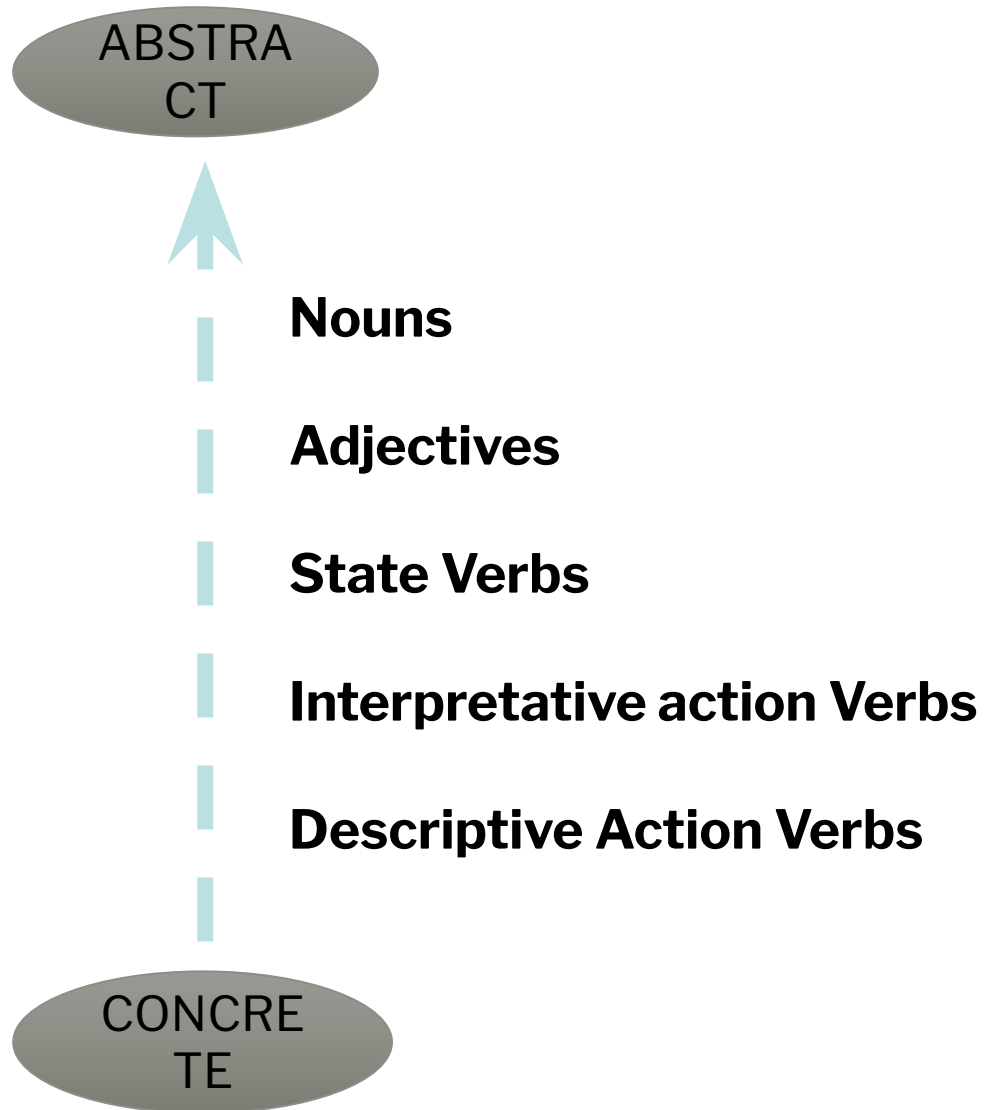 ABSTRA
CT
Nouns
Adjectives
State Verbs
Interpretative action Verbs
Descriptive Action Verbs
CONCRE
TE